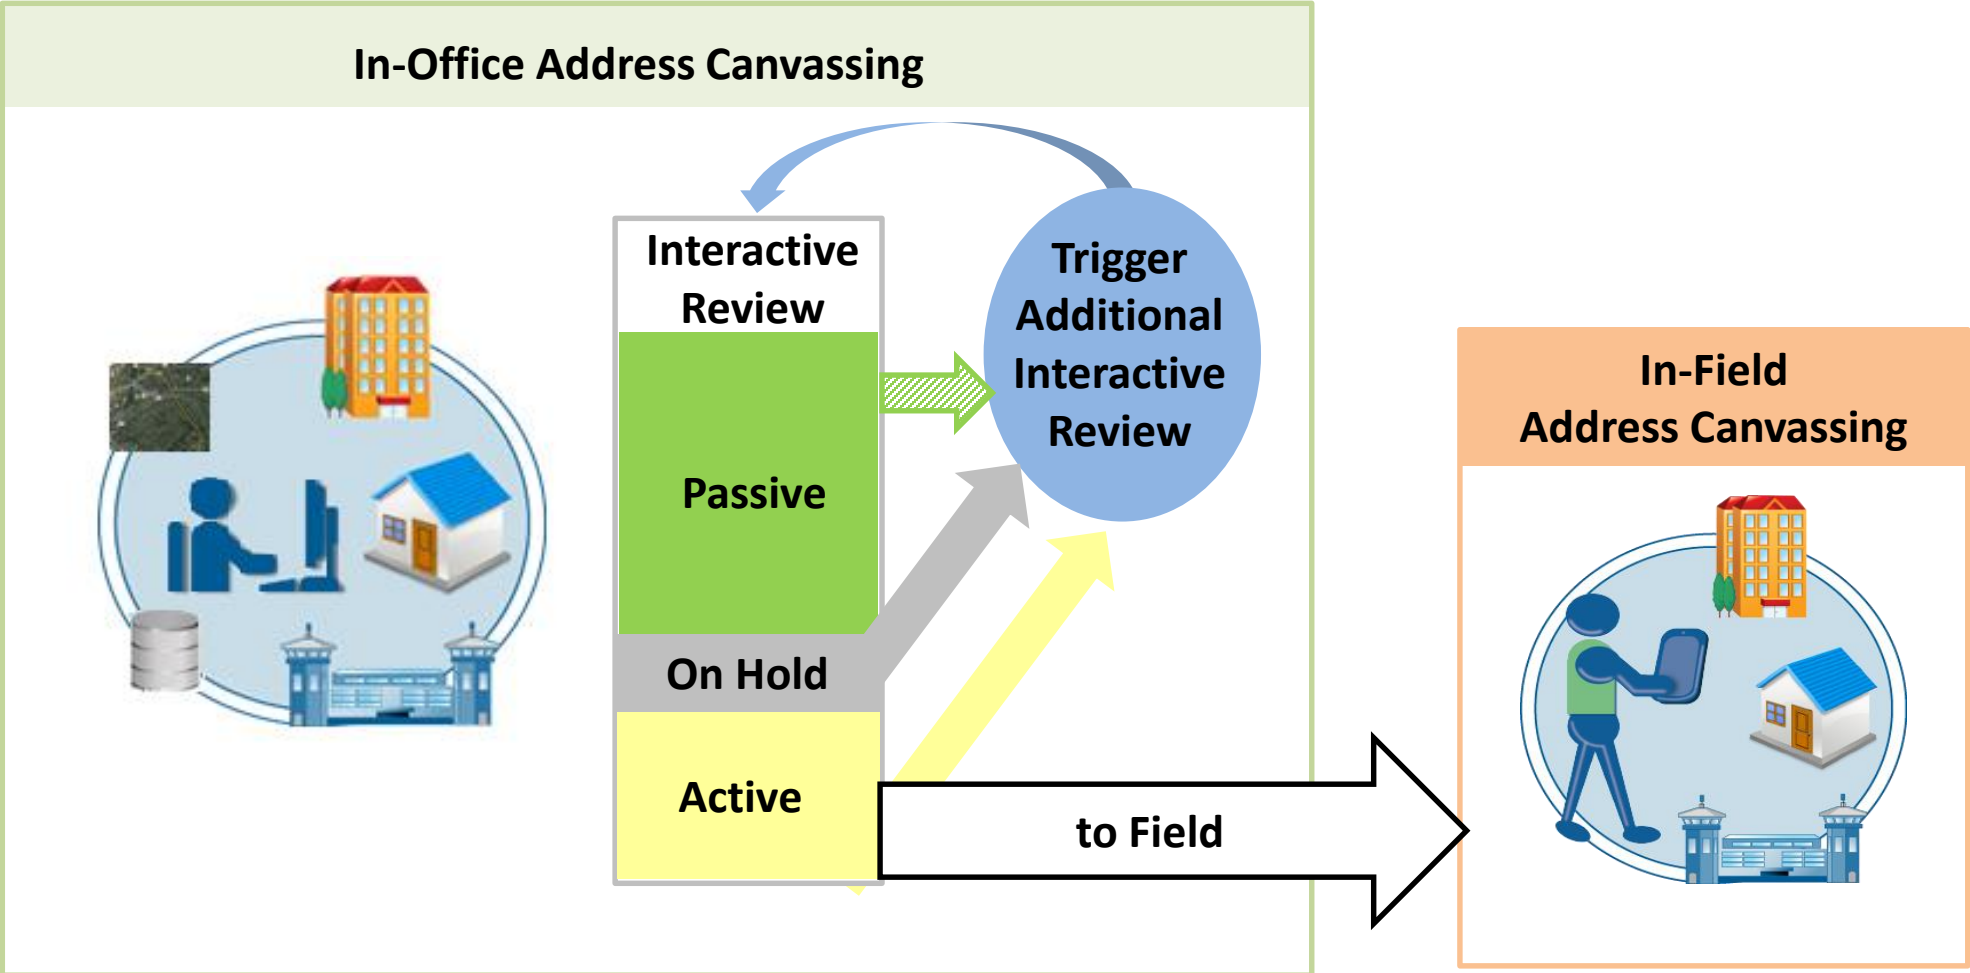 In-Office Address Canvassing
Interactive
Review
Passive
On Hold
Active
Trigger
Additional
Interactive
Review
to Field
In-Field
Address Canvassing